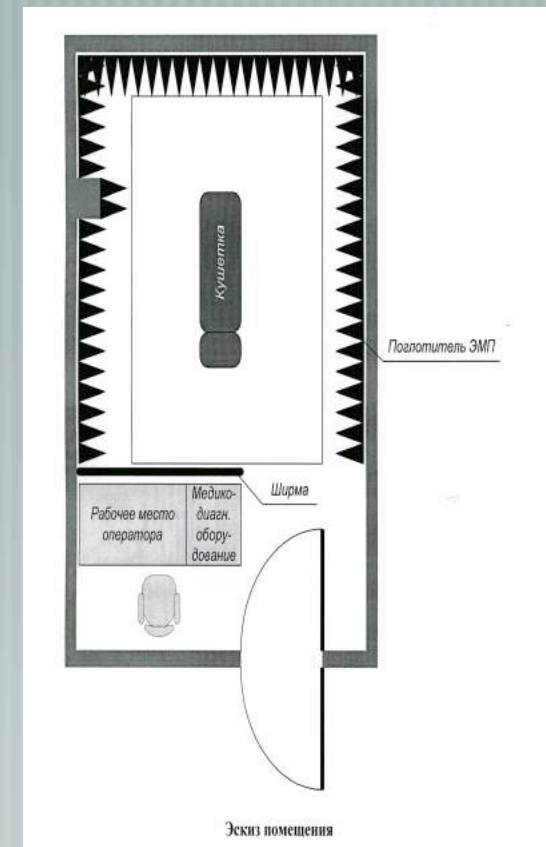 Кушетка
Поглотитель ЭМП
Ширма
Рабочее место
оператора
Медико-
диагн.
обору-
дование
Эскиз помещения